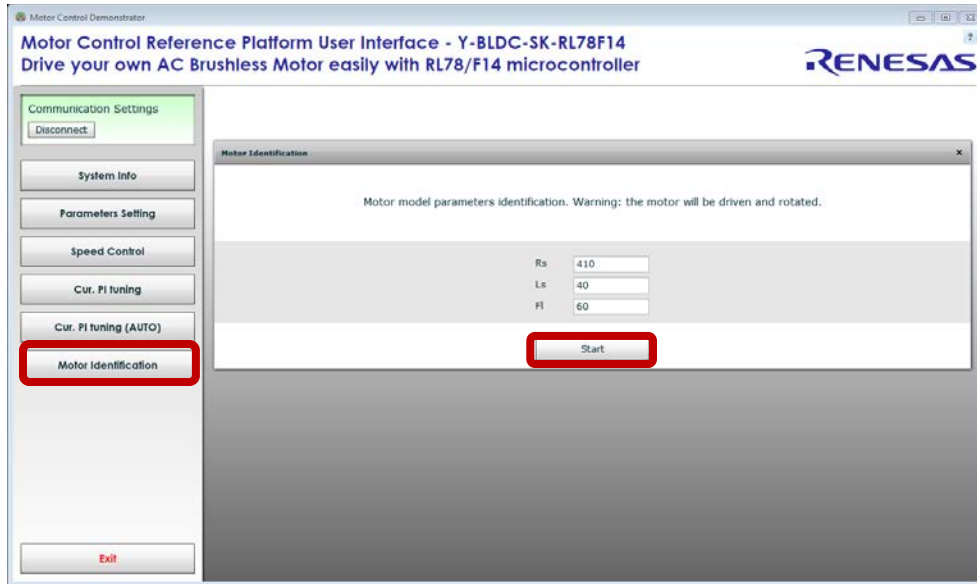 Motor Control Demonstrator
Motor Control Reference Platform User Interface - Y-BLDC-SK-RL78F14
Drive your own AC Brushless Motor easily with RL78/F14 microcontroller
?
RENESAS
Communication Settings
Disconnect
System Info
Parameters Setting
Speed Control
Cur. PI tuning
Cur. PI tuning (AUTO)
Motor Identification
Exit
Motor Identification x
Motor model parameters identification. Warning: the motor will be driven and rotated.
Rs 410
Ls 40
Fl 60
Start